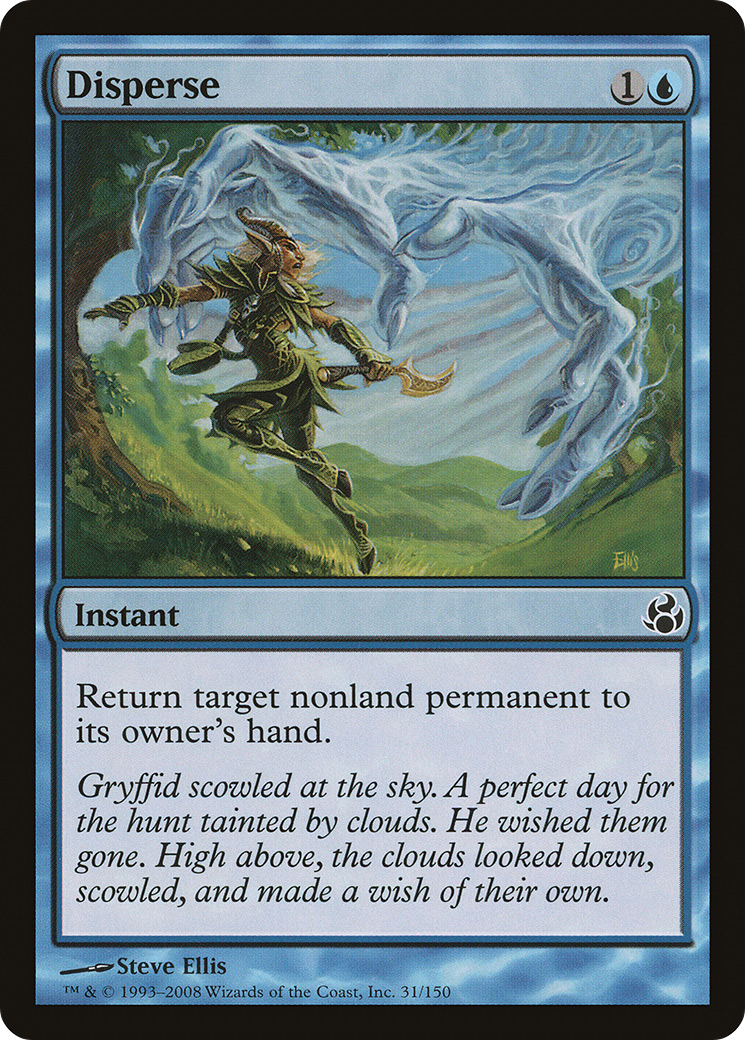 Disperse 1
Ellis
Instant
Return target nonland permanent to
its owner's hand.
Gryffid scowled at the sky. A perfect day for
the hunt tainted by clouds. He wished them
gone. High above, the clouds looked down,
scowled, and made a wish of their own.
Steve Ellis
™ & © 1993–2008 Wizards of the Coast, Inc. 31/150